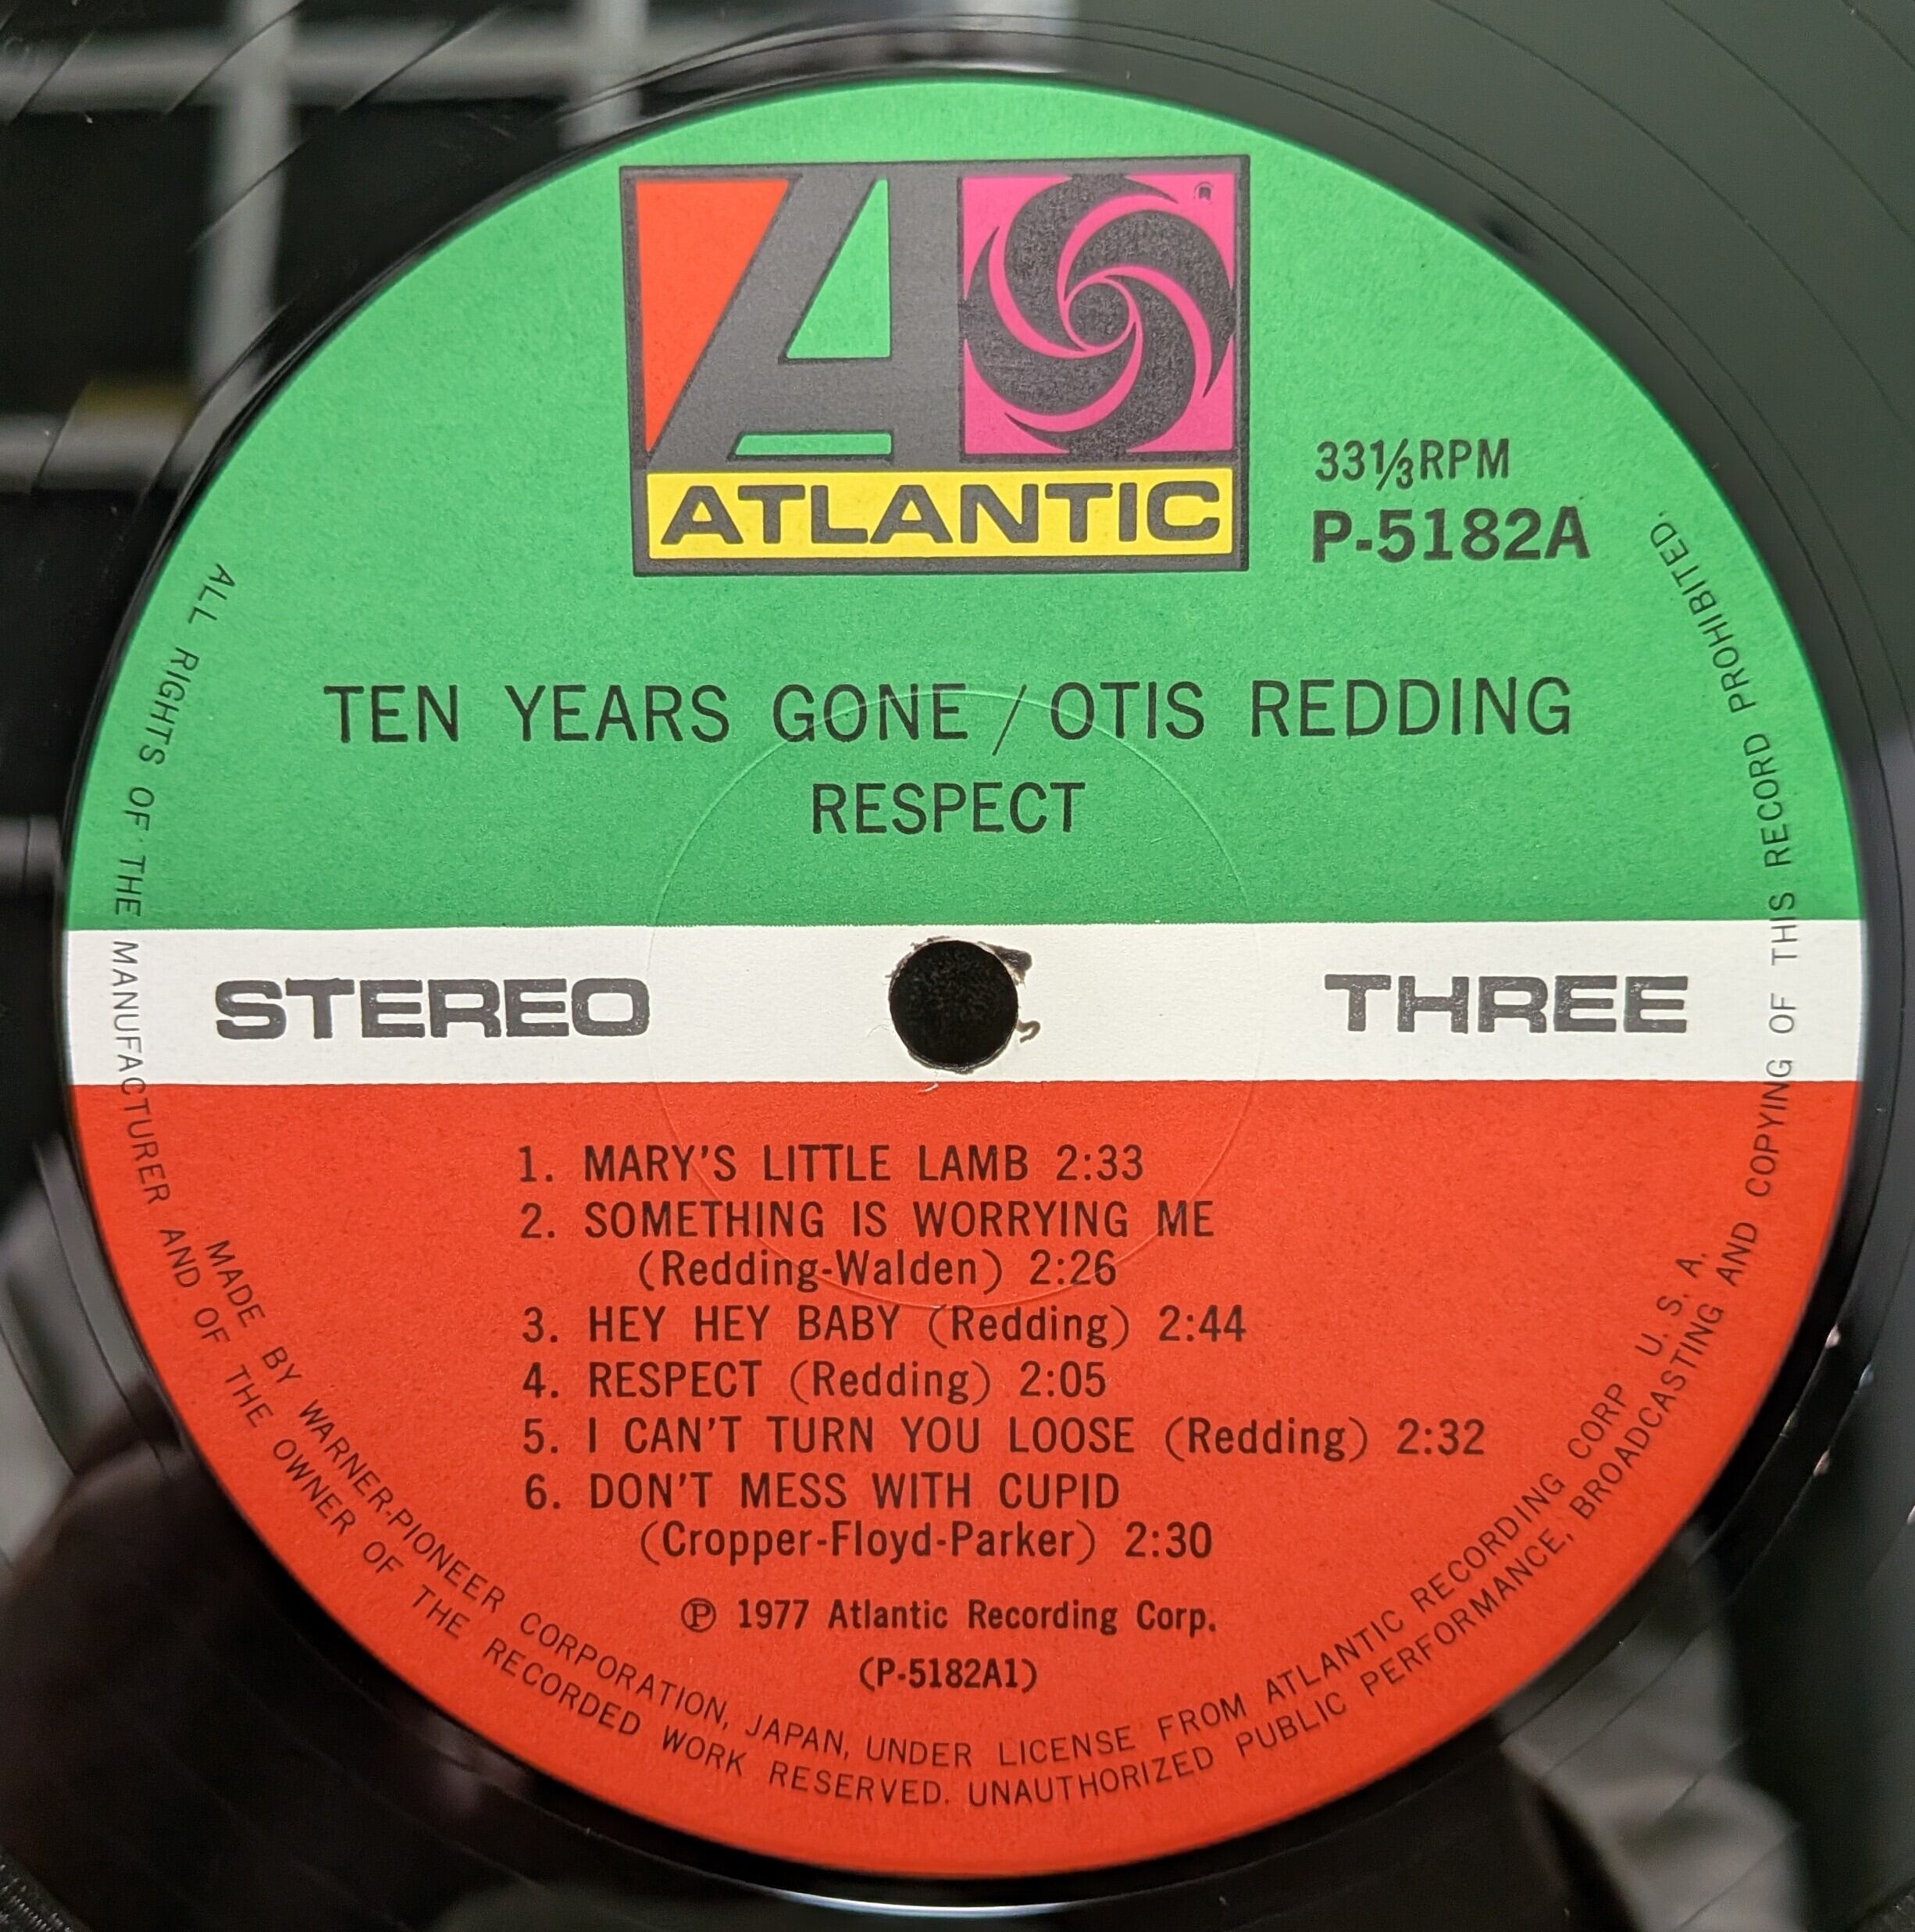 A
ATLANTIC
33⅓RPM
P-5182A
TEN YEARS GONE / OTIS REDDING
RESPECT
STEREO
THREE
1. MARY'S LITTLE LAMB 2:33
2. SOMETHING IS WORRYING ME
(Redding-Walden) 2:26
3. HEY HEY BABY (Redding) 2:44
4. RESPECT (Redding) 2:05
5. I CAN'T TURN YOU LOOSE (Redding) 2:32
6. DON'T MESS WITH CUPID
(Cropper-Floyd-Parker) 2:30
℗ 1977 Atlantic Recording Corp.
(P-5182A1)
MADE BY WARNER-PIONEER CORPORATION, JAPAN, UNDER LICENSE FROM ATLANTIC RECORDING CORP U. S. A.
ALL RIGHTS OF THE MANUFACTURER AND OF THE OWNER OF THE RECORDED WORK RESERVED. UNAUTHORIZED PUBLIC PERFORMANCE, BROADCASTING AND COPYING OF THIS RECORD PROHIBITED.